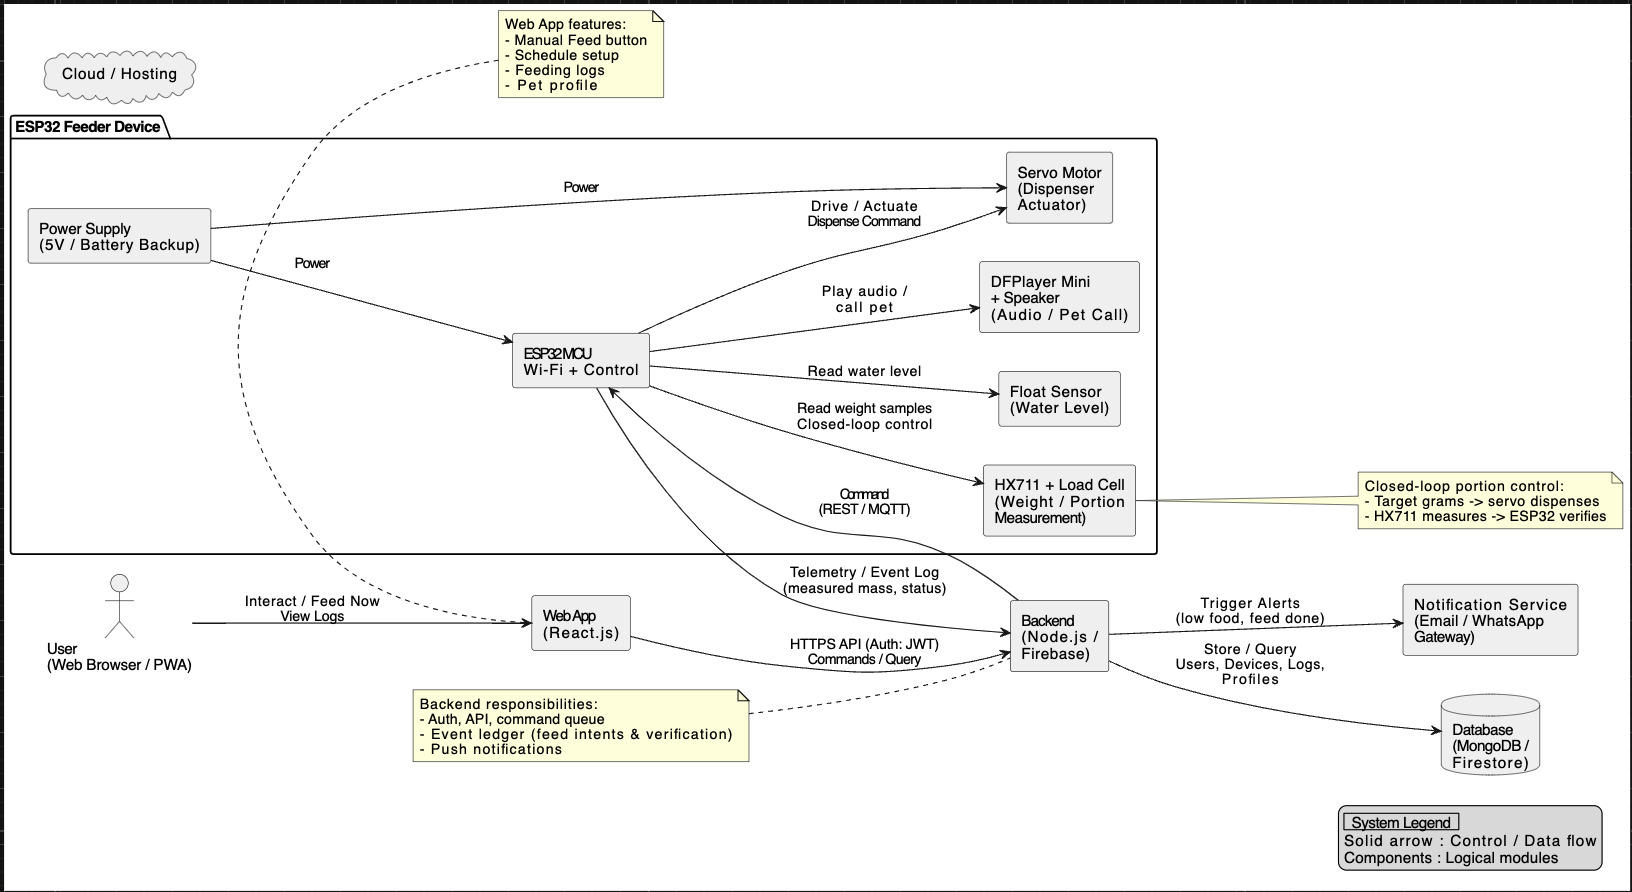 Web App features:
- Manual Feed button
- Schedule setup
- Feeding logs
- Pet profile
Cloud / Hosting
ESP32 Feeder Device
Power Supply
(5V / Battery Backup)
Power
Power
Servo Motor
(Dispenser
Actuator)
Drive / Actuate
Dispense Command
DFPlayer Mini
+ Speaker
(Audio / Pet Call)
Play audio /
call pet
ESP32 MCU
Wi-Fi + Control
Read water level
Float Sensor
(Water Level)
Read weight samples
Closed-loop control
HX711 + Load Cell
(Weight / Portion
Measurement)
Closed-loop portion control:
- Target grams -> servo dispenses
- HX711 measures -> ESP32 verifies
Command
(REST / MQTT)
Telemetry / Event Log
(measured mass, status)
User
(Web Browser / PWA)
Interact / Feed Now
View Logs
Web App
(React.js)
HTTPS API (Auth: JWT)
Commands / Query
Backend
(Node.js /
Firebase)
Trigger Alerts
(low food, feed done)
Notification Service
(Email / WhatsApp
Gateway)
Store / Query
Users, Devices, Logs,
Profiles
Database
(MongoDB /
Firestore)
Backend responsibilities:
- Auth, API, command queue
- Event ledger (feed intents & verification)
- Push notifications
System Legend
Solid arrow : Control / Data flow
Components : Logical modules